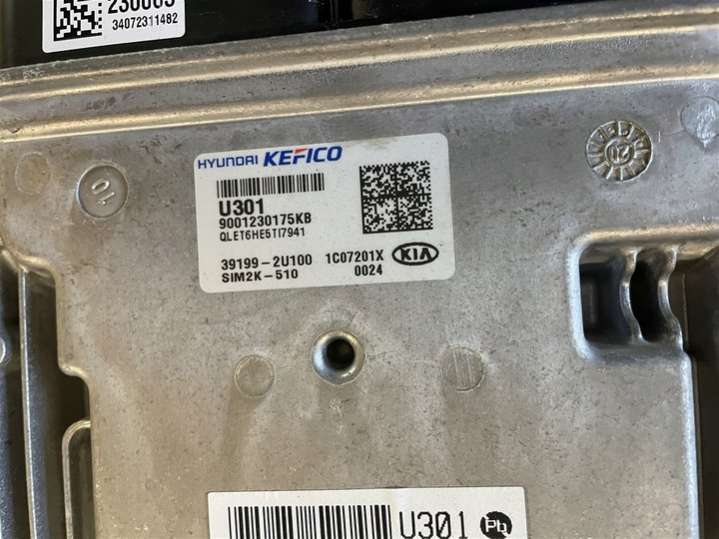 34072311482
HYUNDAI KEFICO
U301
9001230175KB
QLET6HE5TI7941
39199-2U100 1C07201X KIA
SIM2K-510 0024
10
U301 Pb